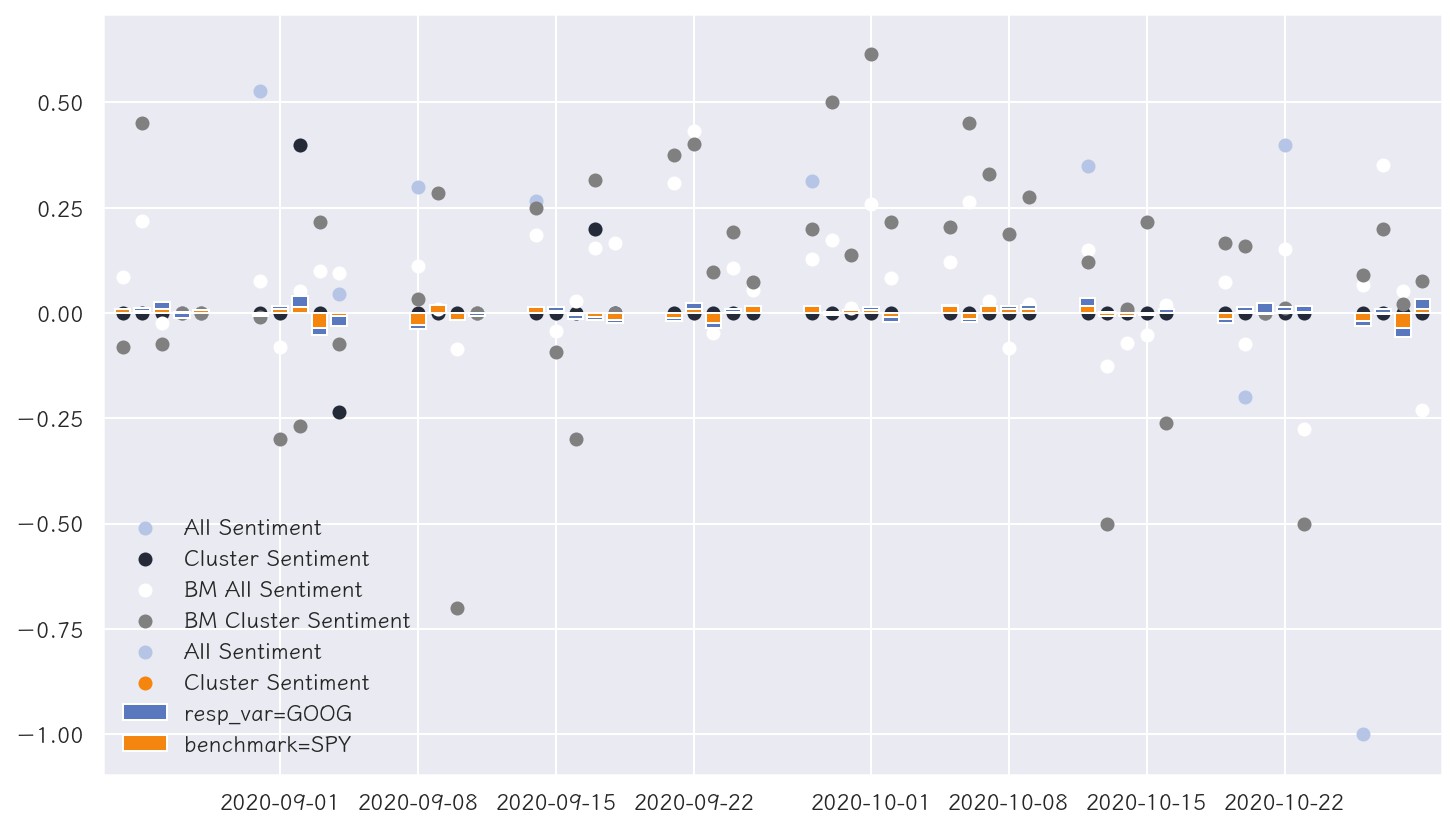 0.50
0.25
0.00
−0.25
−0.50
−0.75
−1.00
All Sentiment
Cluster Sentiment
BM All Sentiment
BM Cluster Sentiment
All Sentiment
Cluster Sentiment
resp_var=GOOG
benchmark=SPY
2020-09-01 2020-09-08 2020-09-15 2020-09-22 2020-10-01 2020-10-08 2020-10-15 2020-10-22